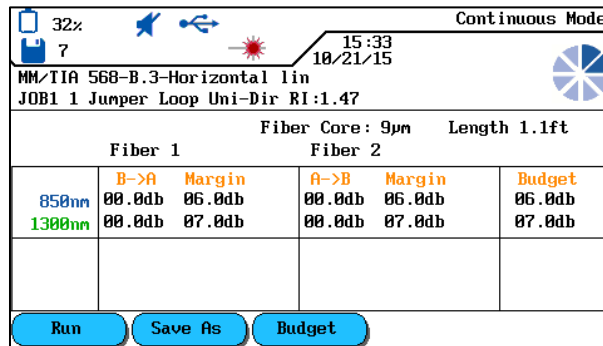 32% Continuous Mode
7 15:33
10/21/15
MM/TIA 568-B.3-Horizontal lin
JOB1 1 Jumper Loop Uni-Dir RI:1.47
Fiber Core: 9μm Length 1.1ft
Fiber 1 Fiber 2
B->A Margin A->B Margin Budget
850nm 00.0db 06.0db 00.0db 06.0db 06.0db
1300nm 00.0db 07.0db 00.0db 07.0db 07.0db
Run Save As Budget